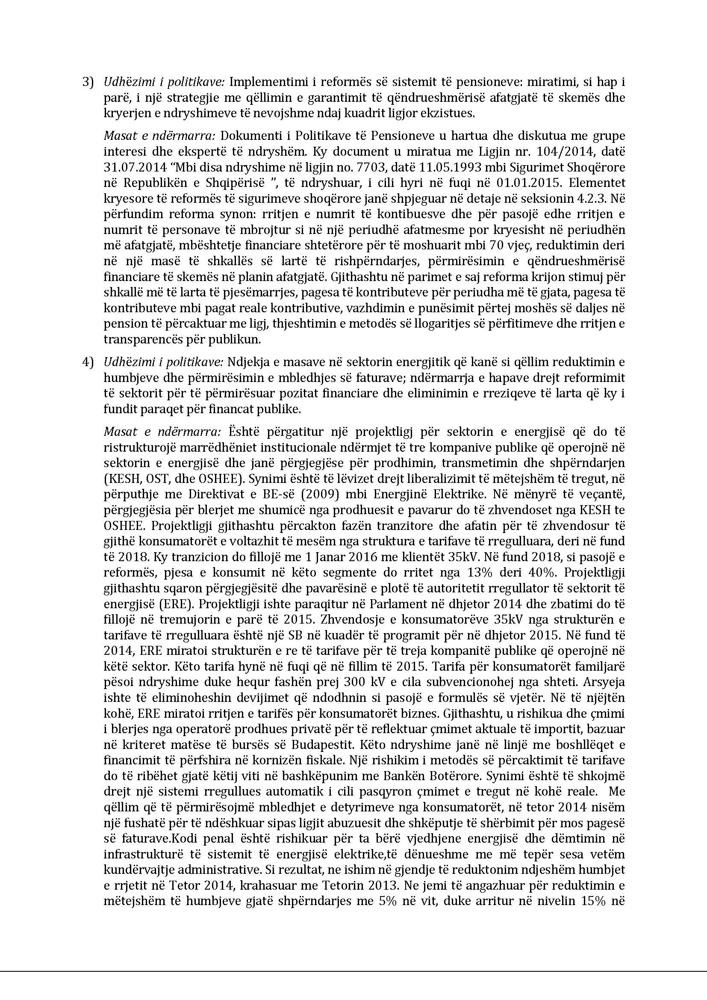 3) Udhëzimi i politikave: Implementimi i reformës së sistemit të pensioneve: miratimi, si hap i
parë, i një strategjie me qëllimin e garantimit të qëndrueshmërisë afatgjatë të skemës dhe
kryerjen e ndryshimeve të nevojshme ndaj kuadrit ligjor ekzistues.
Masat e ndërmarra: Dokumenti i Politikave të Pensioneve u hartua dhe diskutua me grupe
interesi dhe ekspertë të ndryshëm. Ky document u miratua me Ligjin nr. 104/2014, datë
31.07.2014 “Mbi disa ndryshime në ligjin no. 7703, datë 11.05.1993 mbi Sigurimet Shoqërore
në Republikën e Shqipërisë ”, të ndryshuar, i cili hyri në fuqi në 01.01.2015. Elementet
kryesore të reformës të sigurimeve shoqërore janë shpjeguar në detaje në seksionin 4.2.3. Në
përfundim reforma synon: rritjen e numrit të kontibuesve dhe për pasojë edhe rritjen e
numrit të personave të mbrojtur si në një periudhë afatmesme por kryesisht në periudhën
më afatgjatë, mbështetje financiare shtetërore për të moshuarit mbi 70 vjeç, reduktimin deri
në një masë të shkallës së lartë të rishpërndarjes, përmirësimin e qëndrueshmërisë
financiare të skemës në planin afatgjatë. Gjithashtu në parimet e saj reforma krijon stimuj për
shkallë më të larta të pjesëmarrjes, pagesa të kontributeve për periudha më të gjata, pagesa të
kontributeve mbi pagat reale kontributive, vazhdimin e punësimit përtej moshës së daljes në
pension të përcaktuar me ligj, thjeshtimin e metodës së llogaritjes së përfitimeve dhe rritjen e
transparencës për publikun.
4) Udhëzimi i politikave: Ndjekja e masave në sektorin energjitik që kanë si qëllim reduktimin e
humbjeve dhe përmirësimin e mbledhjes së faturave; ndërmarrja e hapave drejt reformimit
të sektorit për të përmirësuar pozitat financiare dhe eliminimin e rreziqeve të larta që ky i
fundit paraqet për financat publike.
Masat e ndërmarra: Është përgatitur një projektligj për sektorin e energjisë që do të
ristrukturojë marrëdhëniet institucionale ndërmjet të tre kompanive publike që operojnë në
sektorin e energjisë dhe janë përgjegjëse për prodhimin, transmetimin dhe shpërndarjen
(KESH, OST, dhe OSHEE). Synimi është të lëvizet drejt liberalizimit të mëtejshëm të tregut, në
përputhje me Direktivat e BE-së (2009) mbi Energjinë Elektrike. Në mënyrë të veçantë,
përgjegjësia për blerjet me shumicë nga prodhuesit e pavarur do të zhvendoset nga KESH te
OSHEE. Projektligji gjithashtu përcakton fazën tranzitore dhe afatin për të zhvendosur të
gjithë konsumatorët e voltazhit të mesëm nga struktura e tarifave të rregulluara, deri në fund
të 2018. Ky tranzicion do fillojë me 1 Janar 2016 me klientët 35kV. Në fund 2018, si pasojë e
reformës, pjesa e konsumit në këto segmente do rritet nga 13% deri 40%. Projektligji
gjithashtu sqaron përgjegjësitë dhe pavarësinë e plotë të autoritetit rregullator të sektorit të
energjisë (ERE). Projektligji ishte paraqitur në Parlament në dhjetor 2014 dhe zbatimi do të
fillojë në tremujorin e parë të 2015. Zhvendosje e konsumatorëve 35kV nga strukturën e
tarifave të rregulluara është një SB në kuadër të programit për në dhjetor 2015. Në fund të
2014, ERE miratoi strukturën e re të tarifave për të treja kompanitë publike që operojnë në
këtë sektor. Këto tarifa hynë në fuqi që në fillim të 2015. Tarifa për konsumatorët familjarë
pësoi ndryshime duke hequr fashën prej 300 kV e cila subvencionohej nga shteti. Arsyeja
ishte të eliminoheshin devijimet që ndodhnin si pasojë e formulës së vjetër. Në të njëjtën
kohë, ERE miratoi rritjen e tarifës për konsumatorët biznes. Gjithashtu, u rishikua dhe çmimi
i blerjes nga operatorë prodhues privatë për të reflektuar çmimet aktuale të importit, bazuar
në kriteret matëse të bursës së Budapestit. Këto ndryshime janë në linjë me boshllëqet e
financimit të përfshira në kornizën fiskale. Një rishikim i metodës së përcaktimit të tarifave
do të ribëhet gjatë këtij viti në bashkëpunim me Bankën Botërore. Synimi është të shkojmë
drejt një sistemi rregullues automatik i cili pasqyron çmimet e tregut në kohë reale.  Me
qëllim që të përmirësojmë mbledhjet e detyrimeve nga konsumatorët, në tetor 2014 nisëm
një fushatë për të ndëshkuar sipas ligjit abuzuesit dhe shkëputje të shërbimit për mos pagesë
së faturave.Kodi penal është rishikuar për ta bërë vjedhjene energjisë dhe dëmtimin në
infrastrukturë të sistemit të energjisë elektrike,të dënueshme me më tepër sesa vetëm
kundërvajtje administrative. Si rezultat, ne ishim në gjendje të reduktonim ndjeshëm humbjet
e rrjetit në Tetor 2014, krahasuar me Tetorin 2013. Ne jemi të angazhuar për reduktimin e
mëtejshëm të humbjeve gjatë shpërndarjes me 5% në vit, duke arritur në nivelin 15% në